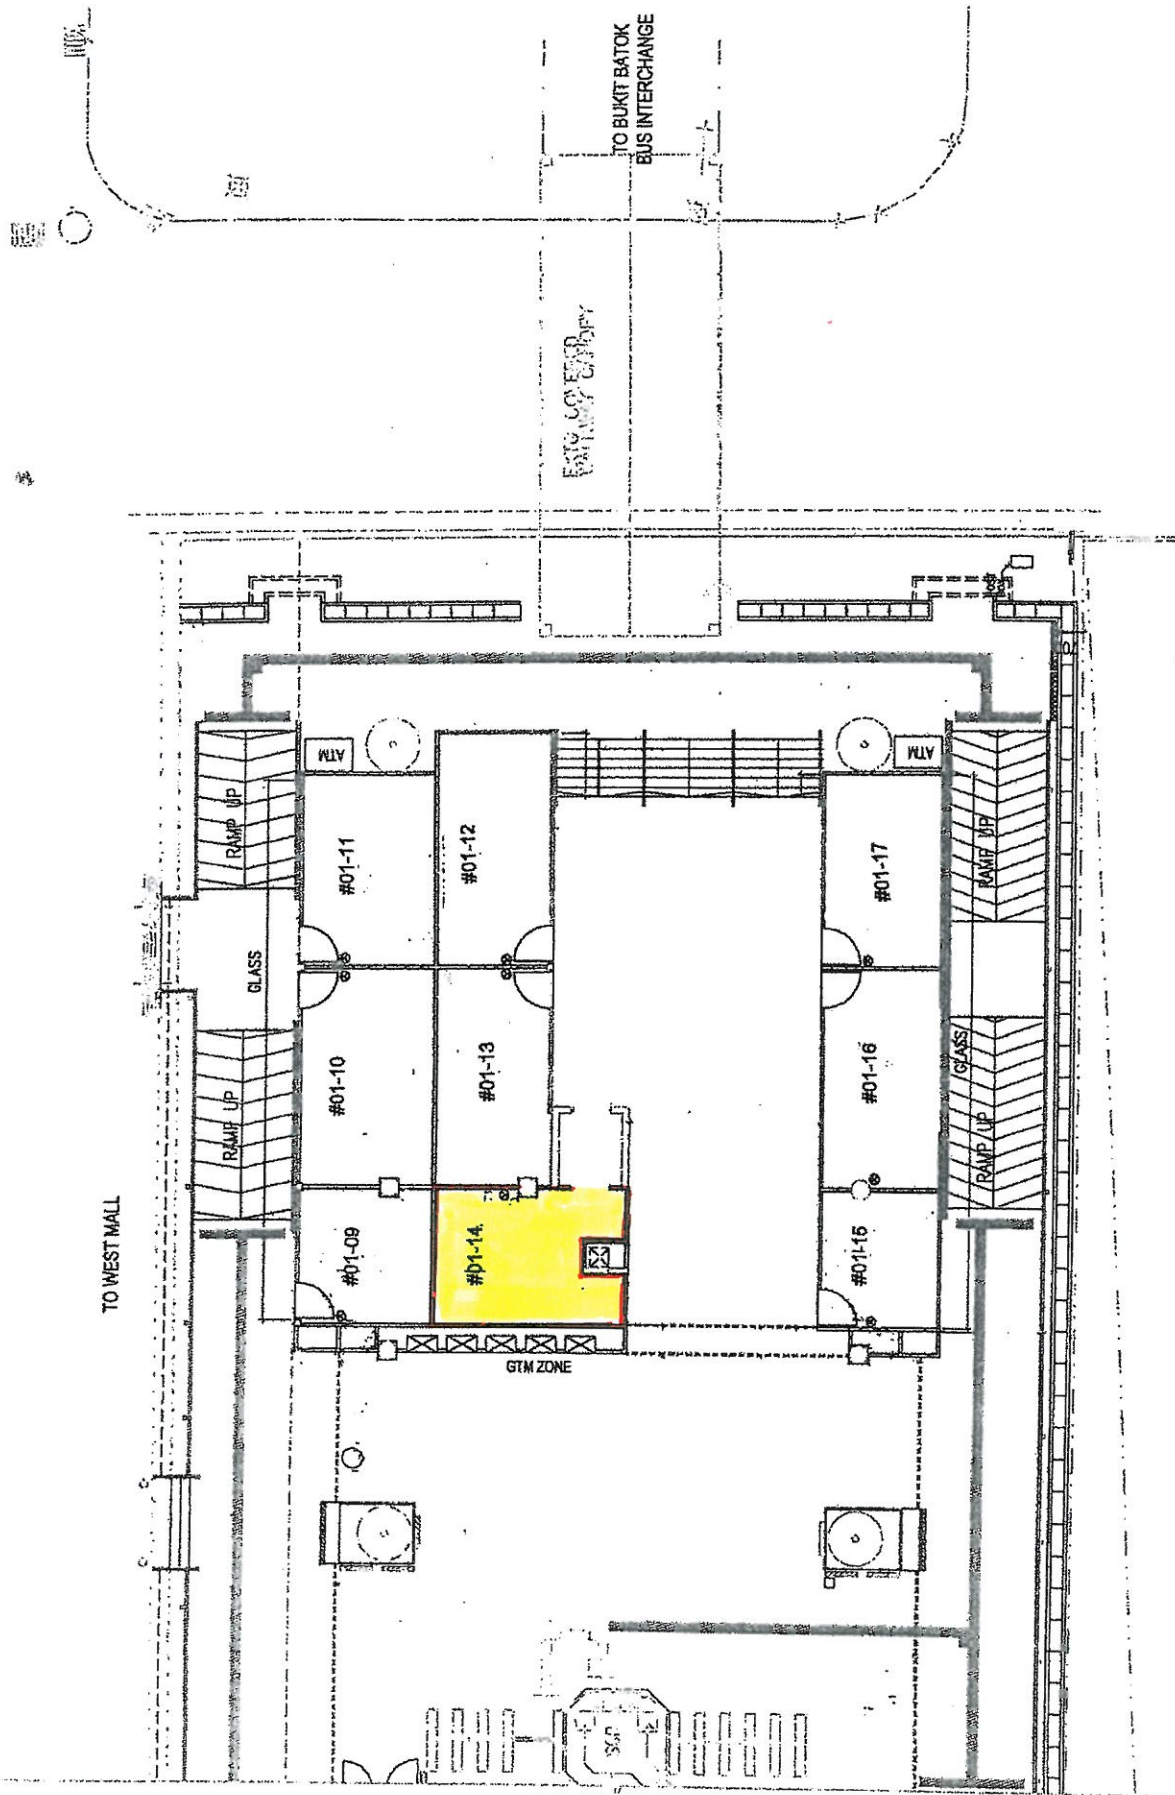 TO BUKIT BATOK
BUS INTERCHANGE
TO WEST MALL
RAMP UP
GLASS
RAMP UP
ATM
#01-11
#01-12
#01-10
#01-13
#01-09
#01-14
GTM ZONE
ATM
#01-17
#01-16
#01-15
RAMP UP
GLASS
RAMP UP